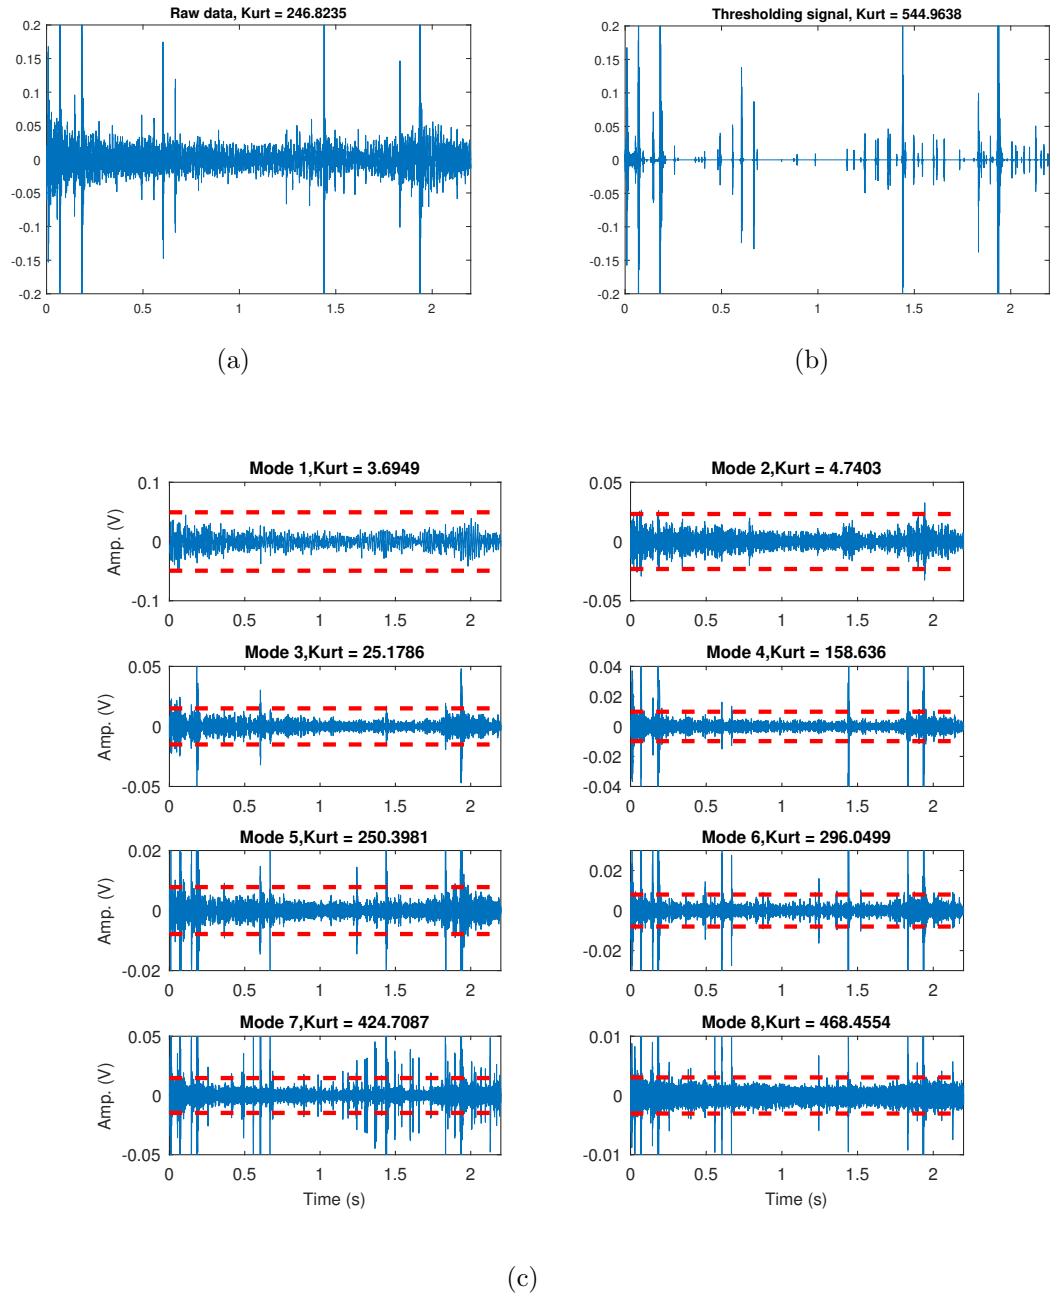 Raw data, Kurt = 246.8235
0.2
0.15
0.1
0.05
0
-0.05
-0.1
-0.15
-0.2
0 0.5 1 1.5 2
(a)
Thresholding signal, Kurt = 544.9638
0.2
0.15
0.1
0.05
0
-0.05
-0.1
-0.15
-0.2
0 0.5 1 1.5 2
(b)
Mode 1,Kurt = 3.6949
Amp. (V)
0.1
0
-0.1
0 0.5 1 1.5 2
Mode 2,Kurt = 4.7403
0.05
0
-0.05
0 0.5 1 1.5 2
Mode 3,Kurt = 25.1786
Amp. (V)
0.05
0
-0.05
0 0.5 1 1.5 2
Mode 4,Kurt = 158.636
0.04
0.02
0
-0.02
-0.04
0 0.5 1 1.5 2
Mode 5,Kurt = 250.3981
Amp. (V)
0.02
0
-0.02
0 0.5 1 1.5 2
Mode 6,Kurt = 296.0499
0.02
0
-0.02
0 0.5 1 1.5 2
Mode 7,Kurt = 424.7087
Amp. (V)
0.05
0
-0.05
0 0.5 1 1.5 2
Time (s)
Mode 8,Kurt = 468.4554
0.01
0
-0.01
0 0.5 1 1.5 2
Time (s)
(c)